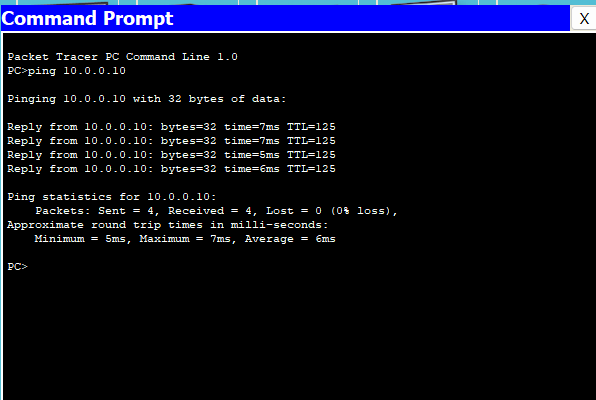 Command Prompt
X
Packet Tracer PC Command Line 1.0
PC>ping 10.0.0.10
Pinging 10.0.0.10 with 32 bytes of data:
Reply from 10.0.0.10: bytes=32 time=7ms TTL=125
Reply from 10.0.0.10: bytes=32 time=7ms TTL=125
Reply from 10.0.0.10: bytes=32 time=5ms TTL=125
Reply from 10.0.0.10: bytes=32 time=6ms TTL=125
Ping statistics for 10.0.0.10:
Packets: Sent = 4, Received = 4, Lost = 0 (0% loss),
Approximate round trip times in milli-seconds:
Minimum = 5ms, Maximum = 7ms, Average = 6ms
PC>